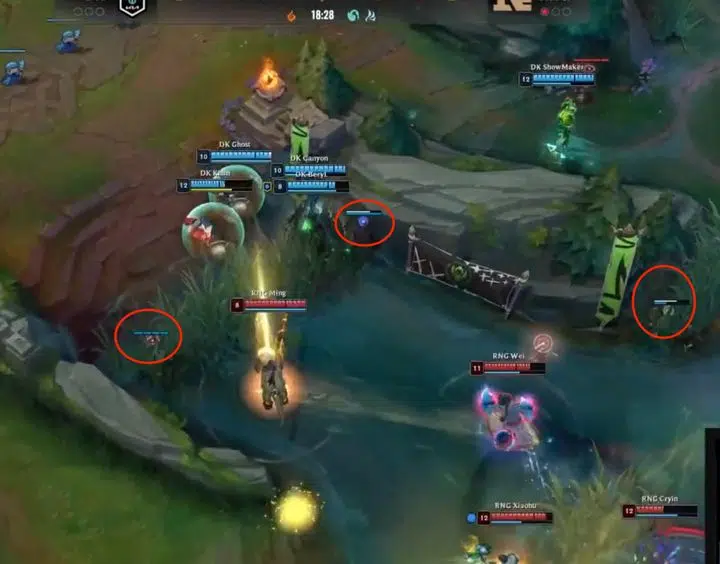 18:28
DK ShowMaker
12
DK Ghost
10
DK Canyon
10
DK Khan
12
DK BeryL
8
RNG Ming
8
RNG Wei
11
RNG Xiaohu
12
RNG Cryin
12